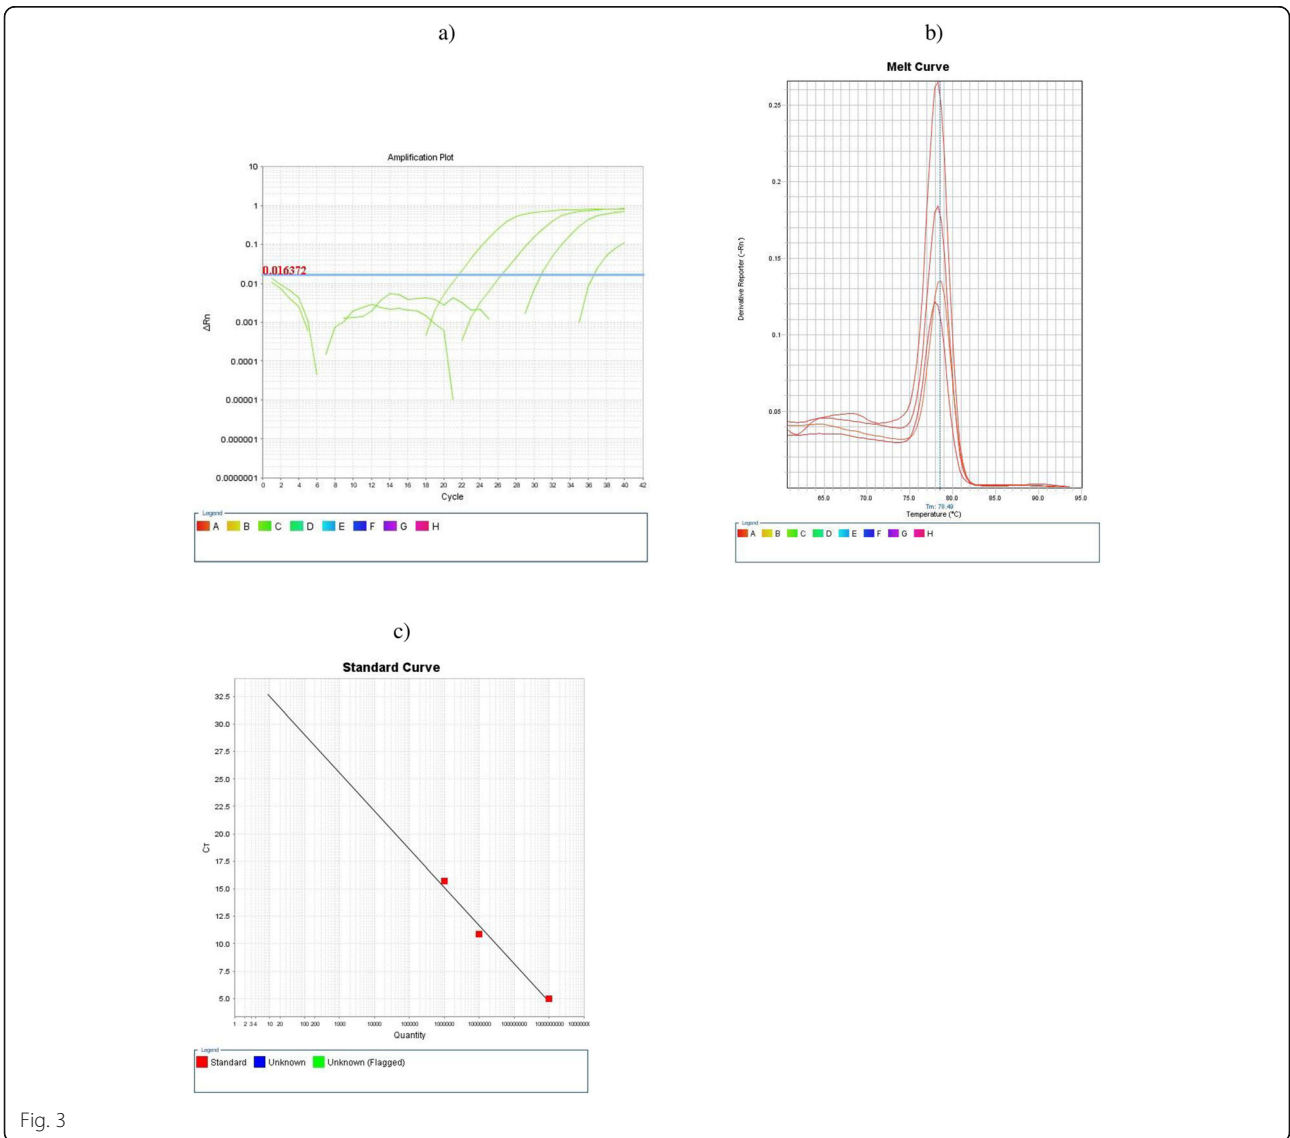 a)
Amplification Plot
10
1
0.1
0.016372
0.01
0.001
0.0001
0.00001
0.000001
0.0000001
ΔRn
0 2 4 6 8 10 12 14 16 18 20 22 24 26 28 30 32 34 36 38 40 42
Cycle
Legend
A B C D E F G H
b)
Melt Curve
0.25
0.2
0.15
0.1
0.05
Derivative Reporter (-Rn)
65.0 70.0 75.0 80.0 85.0 90.0 95.0
Temperature (°C)
Legend
A B C D E F G H
c)
Standard Curve
32.5
30.0
27.5
25.0
22.5
20.0
17.5
15.0
12.5
10.0
7.5
5.0
CT
1 2 3 4 10 20 100 200 1000 10000 100000 1000000 10000000 100000000 1000000000
Quantity
Legend
Standard Unknown Unknown (Flagged)
Fig. 3